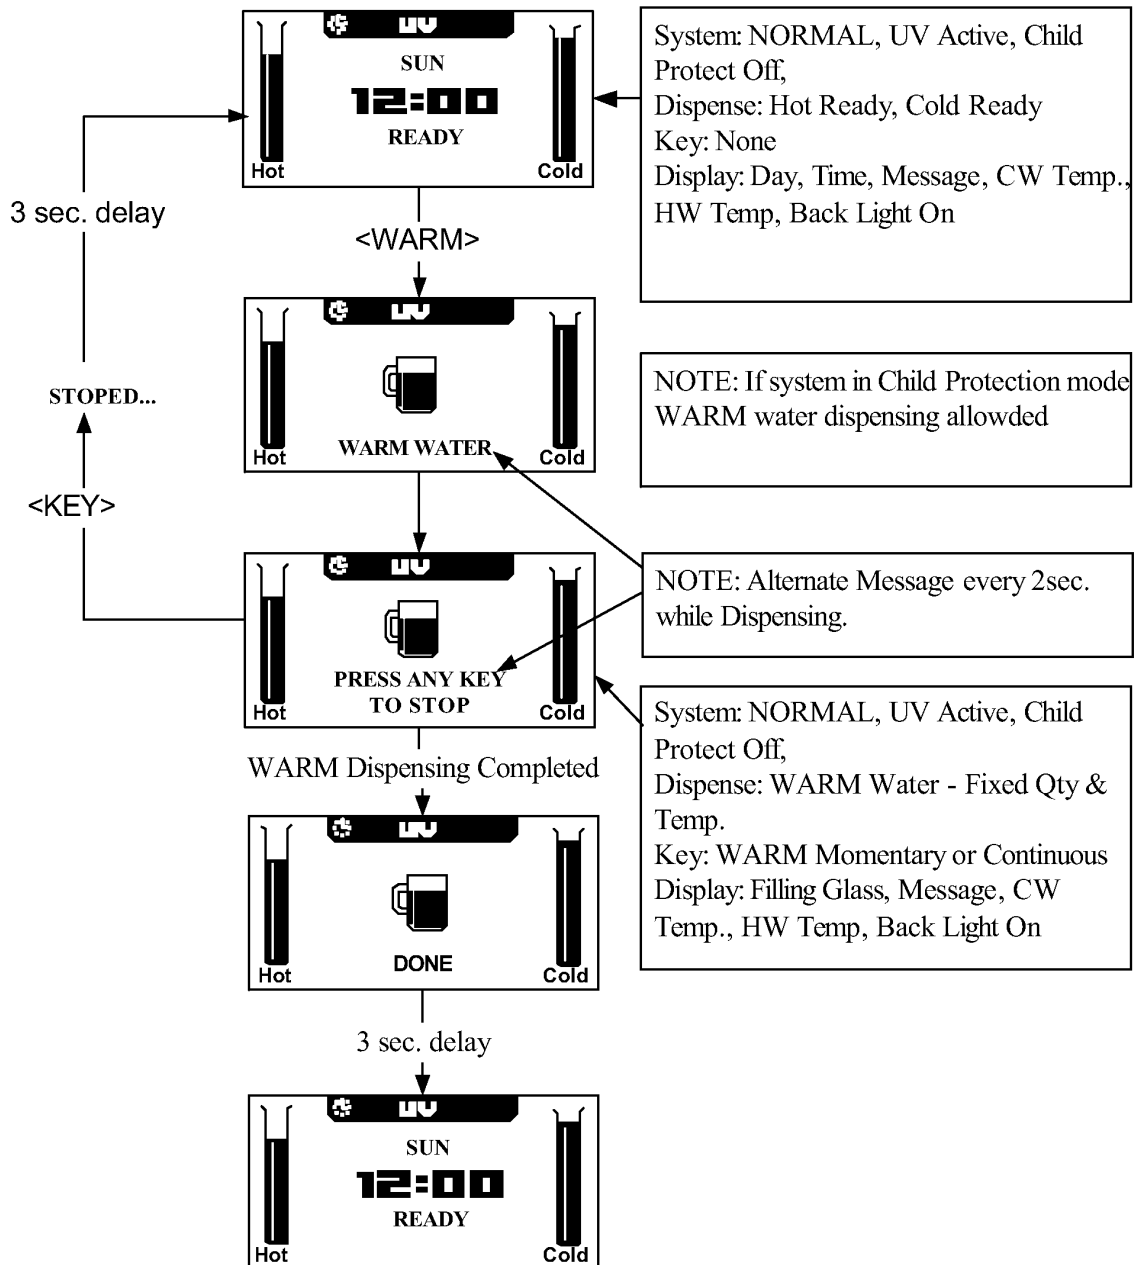 UV
SUN
12:00
READY
Hot
Cold
System: NORMAL, UV Active, Child
Protect Off,
Dispense: Hot Ready, Cold Ready
Key: None
Display: Day, Time, Message, CW Temp.,
HW Temp, Back Light On
3 sec. delay
<WARM>
UV
WARM WATER
Hot
Cold
NOTE: If system in Child Protection mode
WARM water dispensing allowded
STOPED...
<KEY>
UV
PRESS ANY KEY
TO STOP
Hot
Cold
NOTE: Alternate Message every 2sec.
while Dispensing.
System: NORMAL, UV Active, Child
Protect Off,
Dispense: WARM Water - Fixed Qty &
Temp.
Key: WARM Momentary or Continuous
Display: Filling Glass, Message, CW
Temp., HW Temp, Back Light On
WARM Dispensing Completed
UV
DONE
Hot
Cold
3 sec. delay
UV
SUN
12:00
READY
Hot
Cold